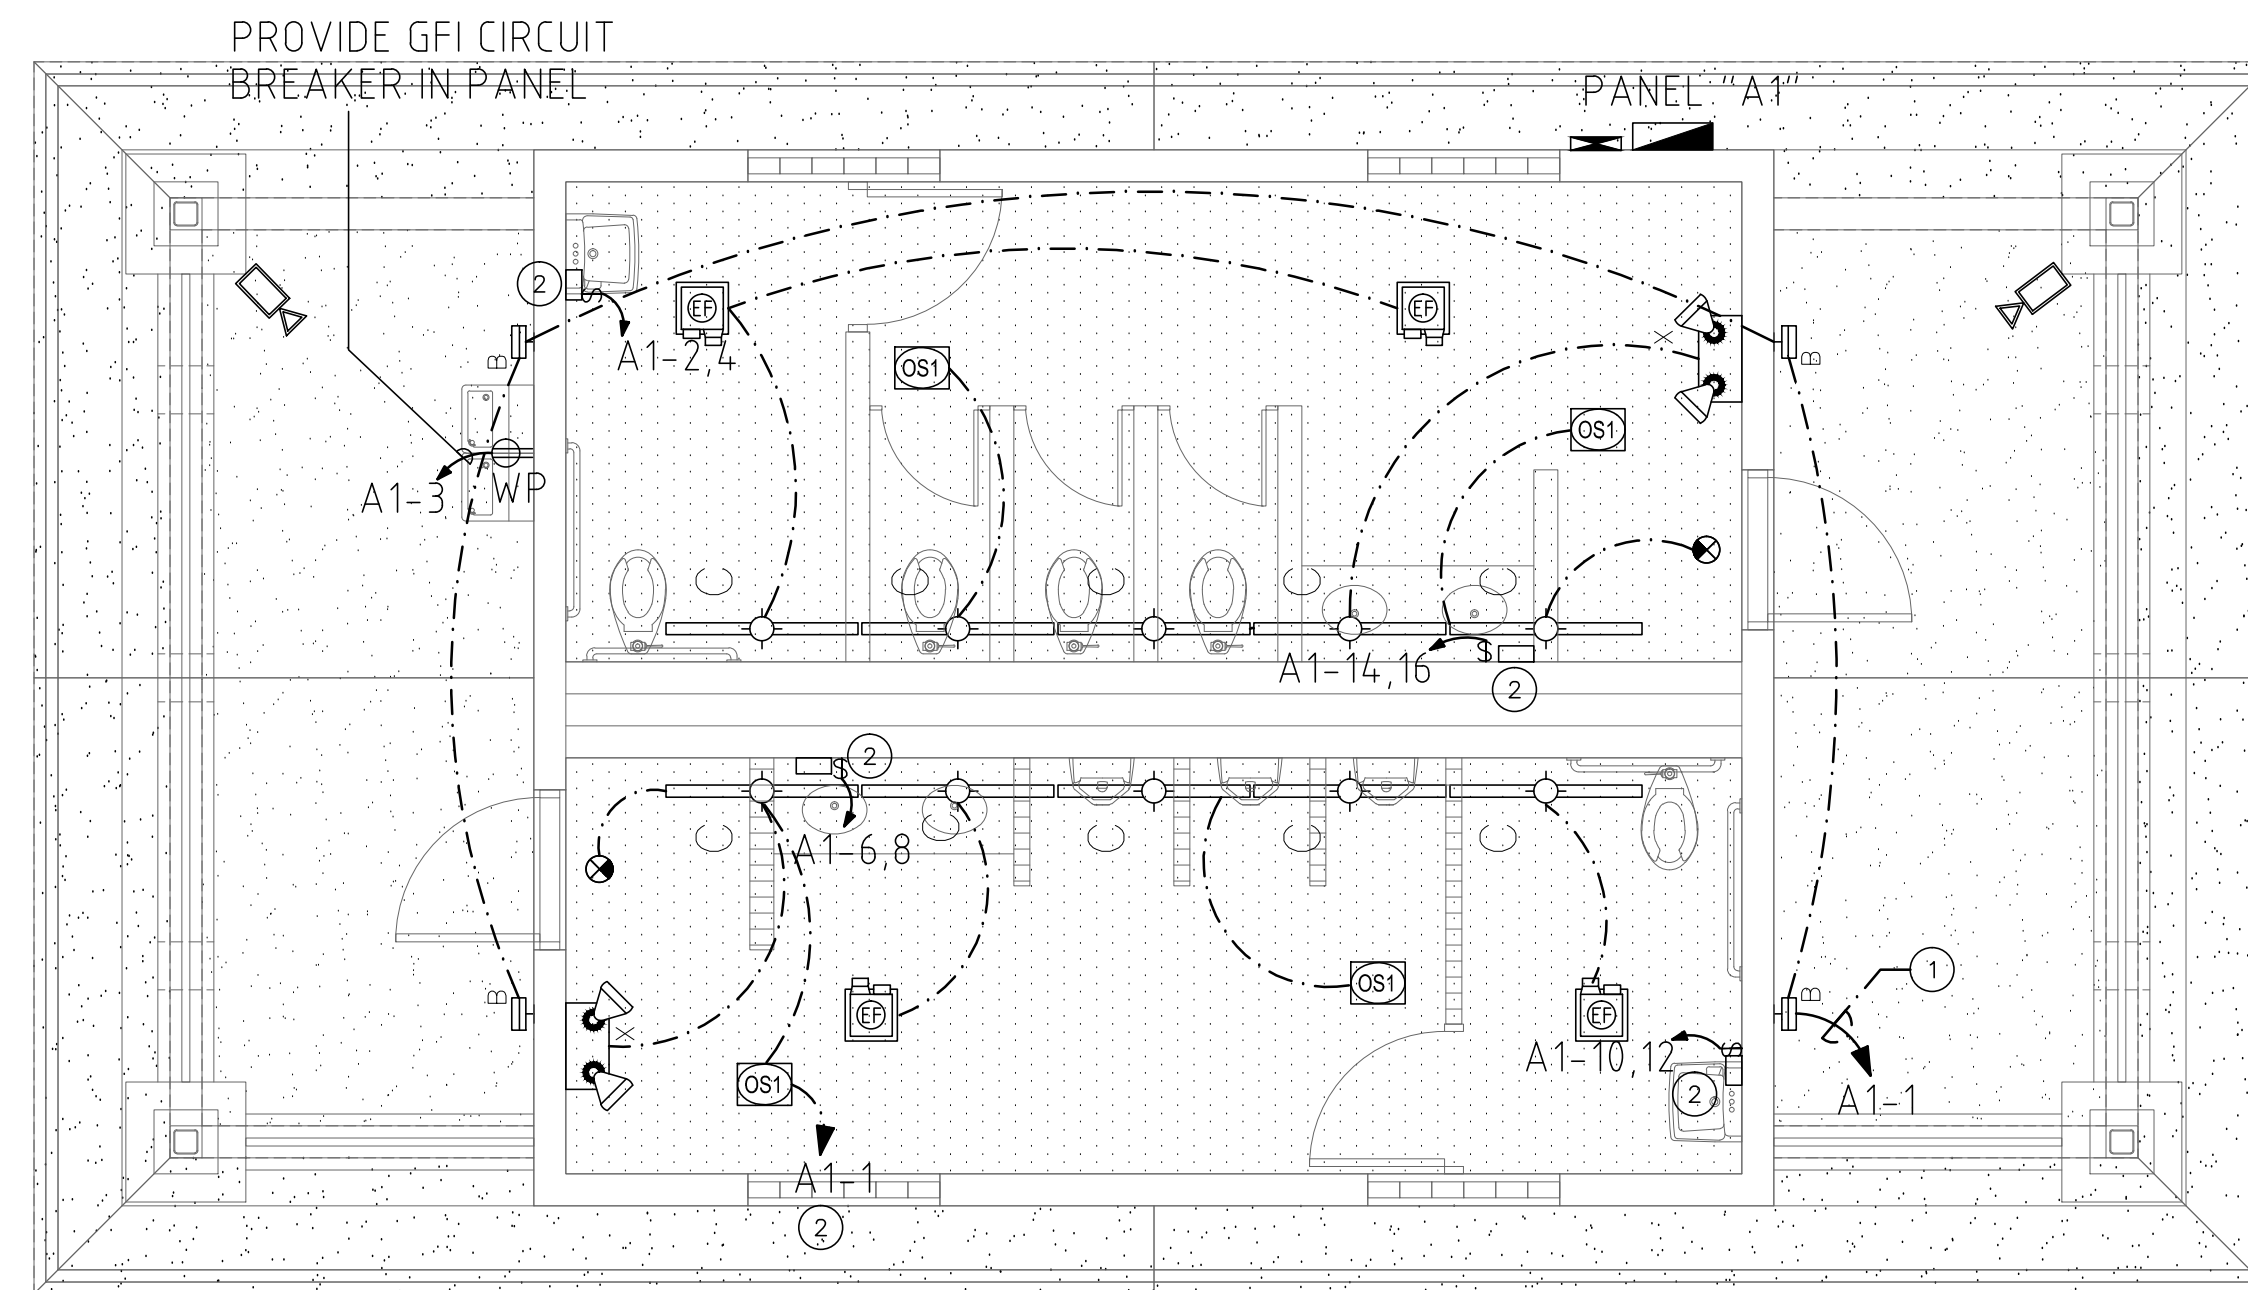 PROVIDE GFI CIRCUIT
BREAKER IN PANEL
PANEL "A1"
2
S
EF
EF
A1-2,4
B
B
X
OS1
OS1
A1-3
WP
C
C
C
C
C
A1-14,16
$
2
2
$
C
C
C
C
C
A1-6,8
EF
OS1
EF
1
B
B
X
A1-10,12
S
2
OS1
A1-1
A1-1
2